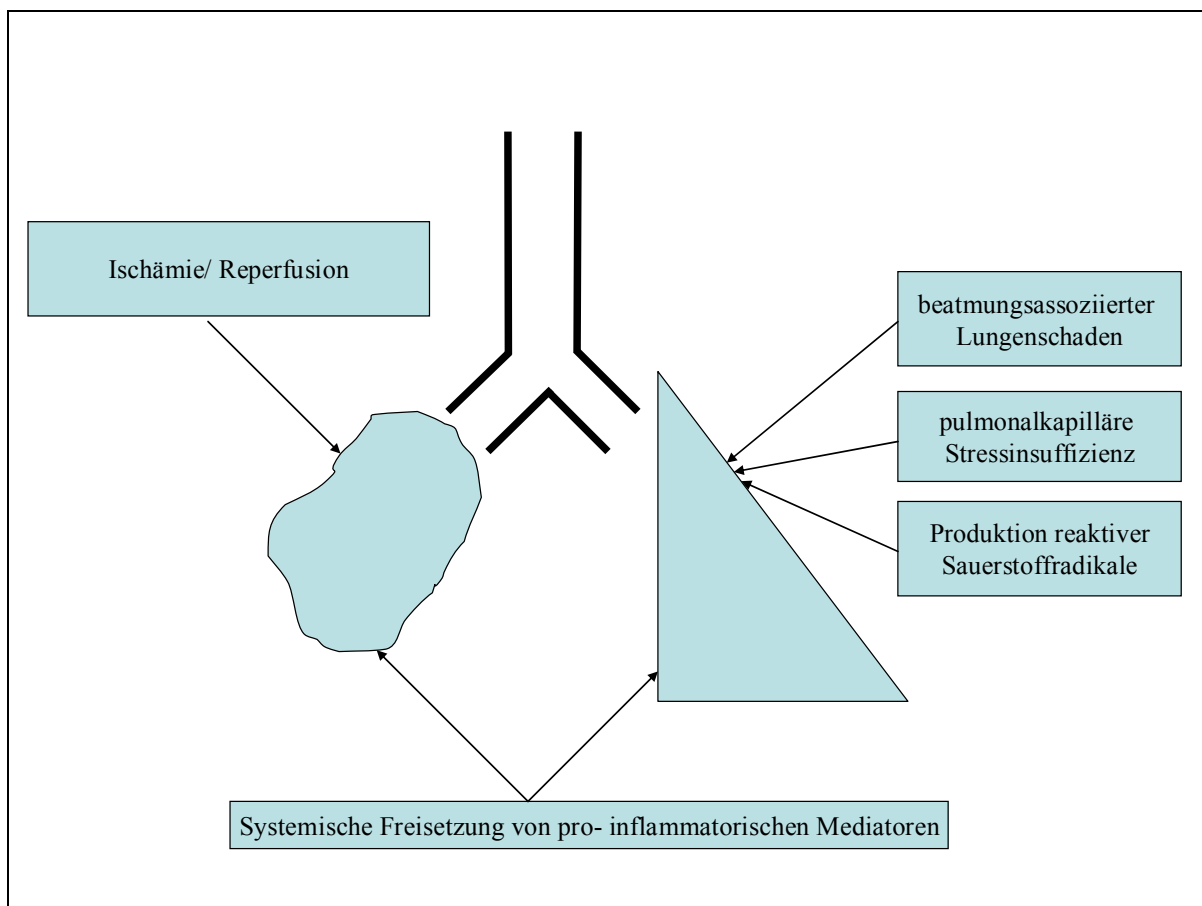 Ischämie/ Reperfusion
beatmungsassoziierter
Lungenschaden
pulmonalkapilläre
Stressinsuffizienz
Produktion reaktiver
Sauerstoffradikale
Systemische Freisetzung von pro- inflammatorischen Mediatoren